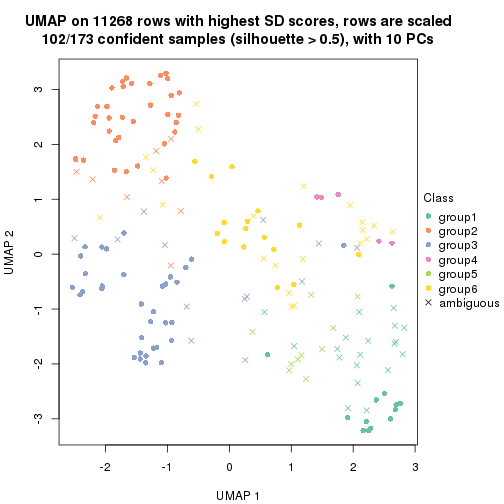 UMAP on 11268 rows with highest SD scores, rows are scaled
102/173 confident samples (silhouette > 0.5), with 10 PCs
3
2
1
0
-1
-2
-3
UMAP 2
-2
-1
0
1
2
3
UMAP 1
Class
group1
group2
group3
group4
group5
group6
ambiguous